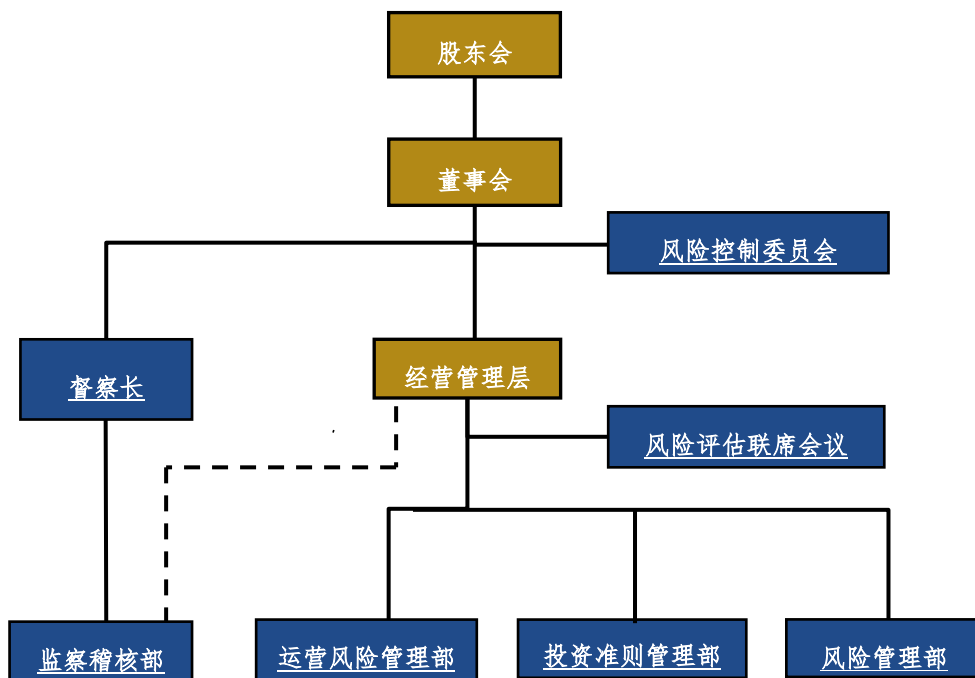 股东会
董事会
风险控制委员会
督察长
经营管理层
风险评估联席会议
监察稽核部
运营风险管理部
投资准则管理部
风险管理部